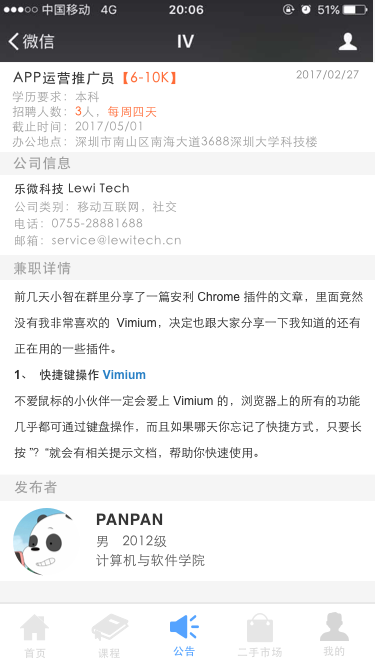 中国移动 4G 20:06 51%
微信 IV
APP运营推广员【6-10K】 2017/02/27
学历要求：本科
招聘人数：3人，每周四天
截止时间：2017/05/01
办公地点：深圳市南山区南海大道3688深圳大学科技楼
公司信息
乐微科技 Lewi Tech
公司类别：移动互联网，社交
电话：0755-28881688
邮箱：service@lewitech.cn
兼职详情
前几天小智在群里分享了一篇安利 Chrome 插件的文章，里面竟然
没有我非常喜欢的 Vimium，决定也跟大家分享一下我知道的还有
正在用的一些插件。
1、 快捷键操作 Vimium
不爱鼠标的小伙伴一定会爱上 Vimium 的，浏览器上的所有的功能
几乎都可通过键盘操作，而且如果哪天你忘记了快捷方式，只要长
按 "？"就会有相关提示文档，帮助你快速使用。
发布者
PANPAN
男 2012级
计算机与软件学院
首页 课程 公告 二手市场 我的